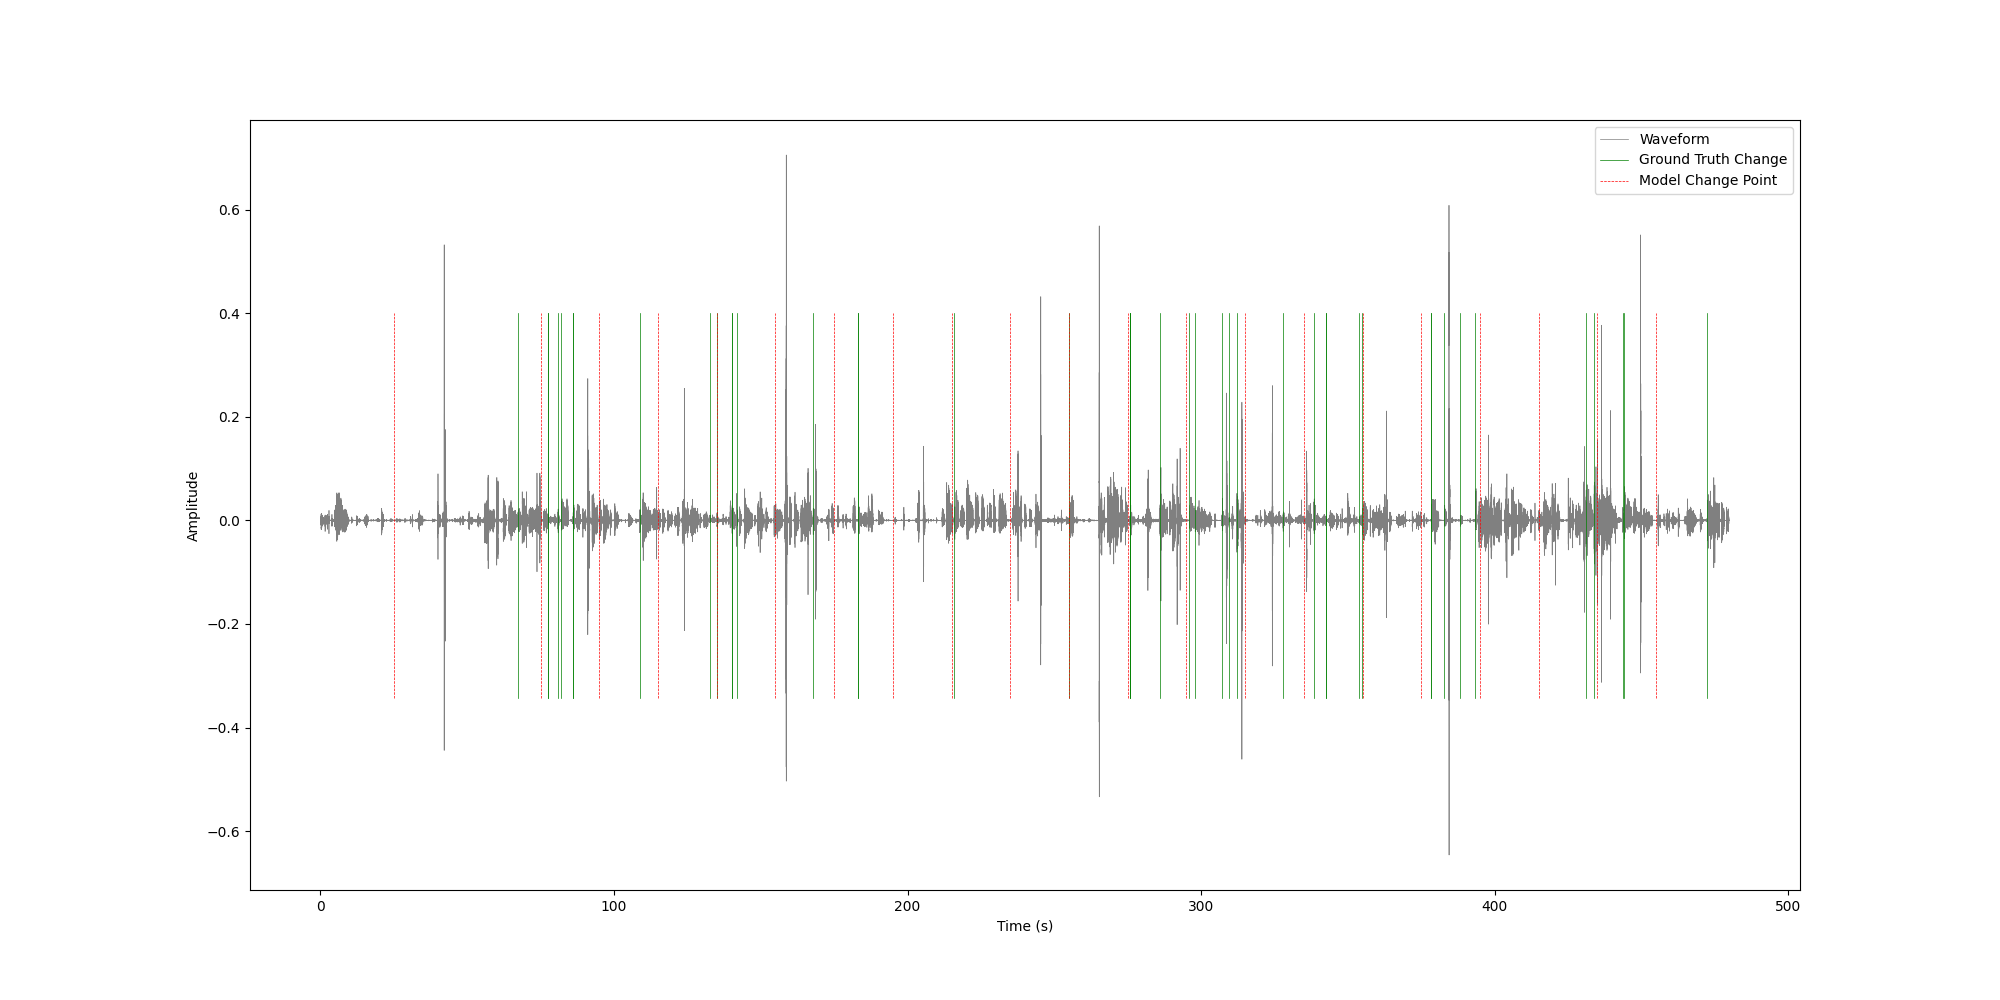 Waveform
Ground Truth Change
Model Change Point
0.6
0.4
0.2
0.0
−0.2
−0.4
−0.6
Amplitude
0 100 200 300 400 500
Time (s)